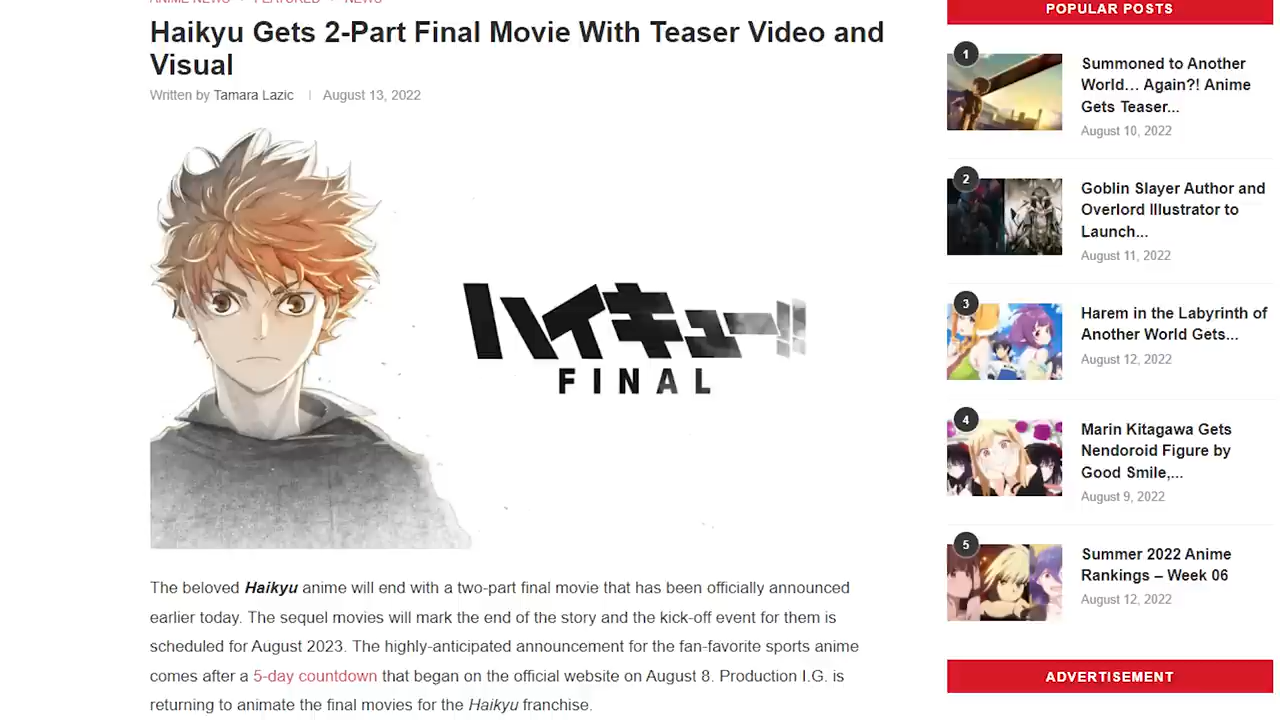 ANIME NEWS • FEATURED • NEWS
Haikyu Gets 2-Part Final Movie With Teaser Video and
Visual
Written by Tamara Lazic | August 13, 2022
ハイキュー!!
FINAL
The beloved Haikyu anime will end with a two-part final movie that has been officially announced
earlier today. The sequel movies will mark the end of the story and the kick-off event for them is
scheduled for August 2023. The highly-anticipated announcement for the fan-favorite sports anime
comes after a 5-day countdown that began on the official website on August 8. Production I.G. is
returning to animate the final movies for the Haikyu franchise.
POPULAR POSTS
1
Summoned to Another
World… Again?! Anime
Gets Teaser...
August 10, 2022
2
Goblin Slayer Author and
Overlord Illustrator to
Launch...
August 11, 2022
3
Harem in the Labyrinth of
Another World Gets...
August 12, 2022
4
Marin Kitagawa Gets
Nendoroid Figure by
Good Smile,...
August 9, 2022
5
Summer 2022 Anime
Rankings – Week 06
August 12, 2022
ADVERTISEMENT